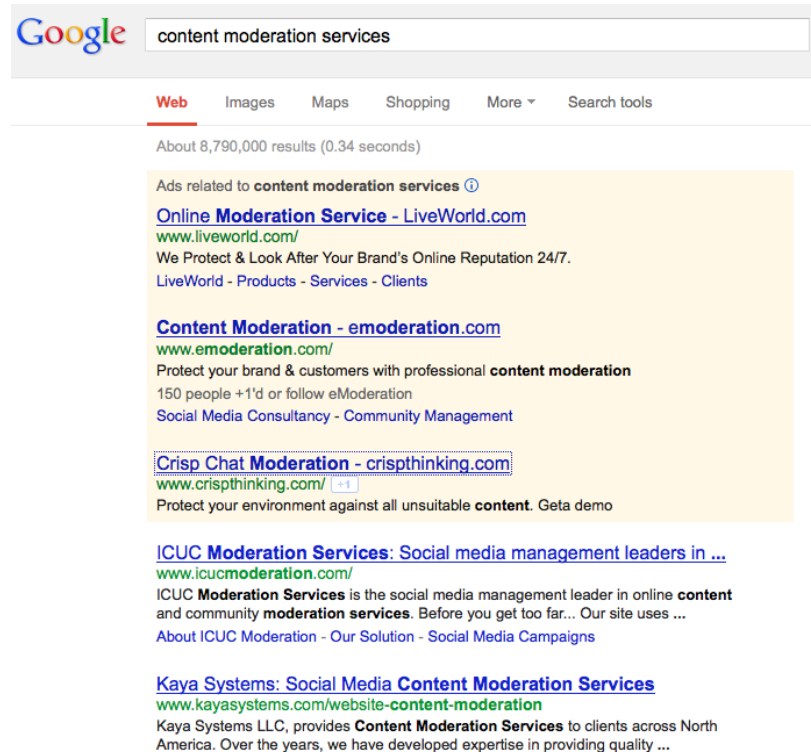 Google content moderation services
Web Images Maps Shopping More Search tools
About 8,790,000 results (0.34 seconds)
Ads related to content moderation services
Online Moderation Service - LiveWorld.com
www.liveworld.com/
We Protect & Look After Your Brand's Online Reputation 24/7.
LiveWorld - Products - Services - Clients
Content Moderation - emoderation.com
www.emoderation.com/
Protect your brand & customers with professional content moderation
150 people +1'd or follow eModeration
Social Media Consultancy - Community Management
Crisp Chat Moderation - crispthinking.com
www.crispthinking.com/ +1
Protect your environment against all unsuitable content. Geta demo
ICUC Moderation Services: Social media management leaders in ...
www.icucmoderation.com/
ICUC Moderation Services is the social media management leader in online content
and community moderation services. Before you get too far... Our site uses ...
About ICUC Moderation - Our Solution - Social Media Campaigns
Kaya Systems: Social Media Content Moderation Services
www.kayasystems.com/website-content-moderation
Kaya Systems LLC, provides Content Moderation Services to clients across North
America. Over the years, we have developed expertise in providing quality ...